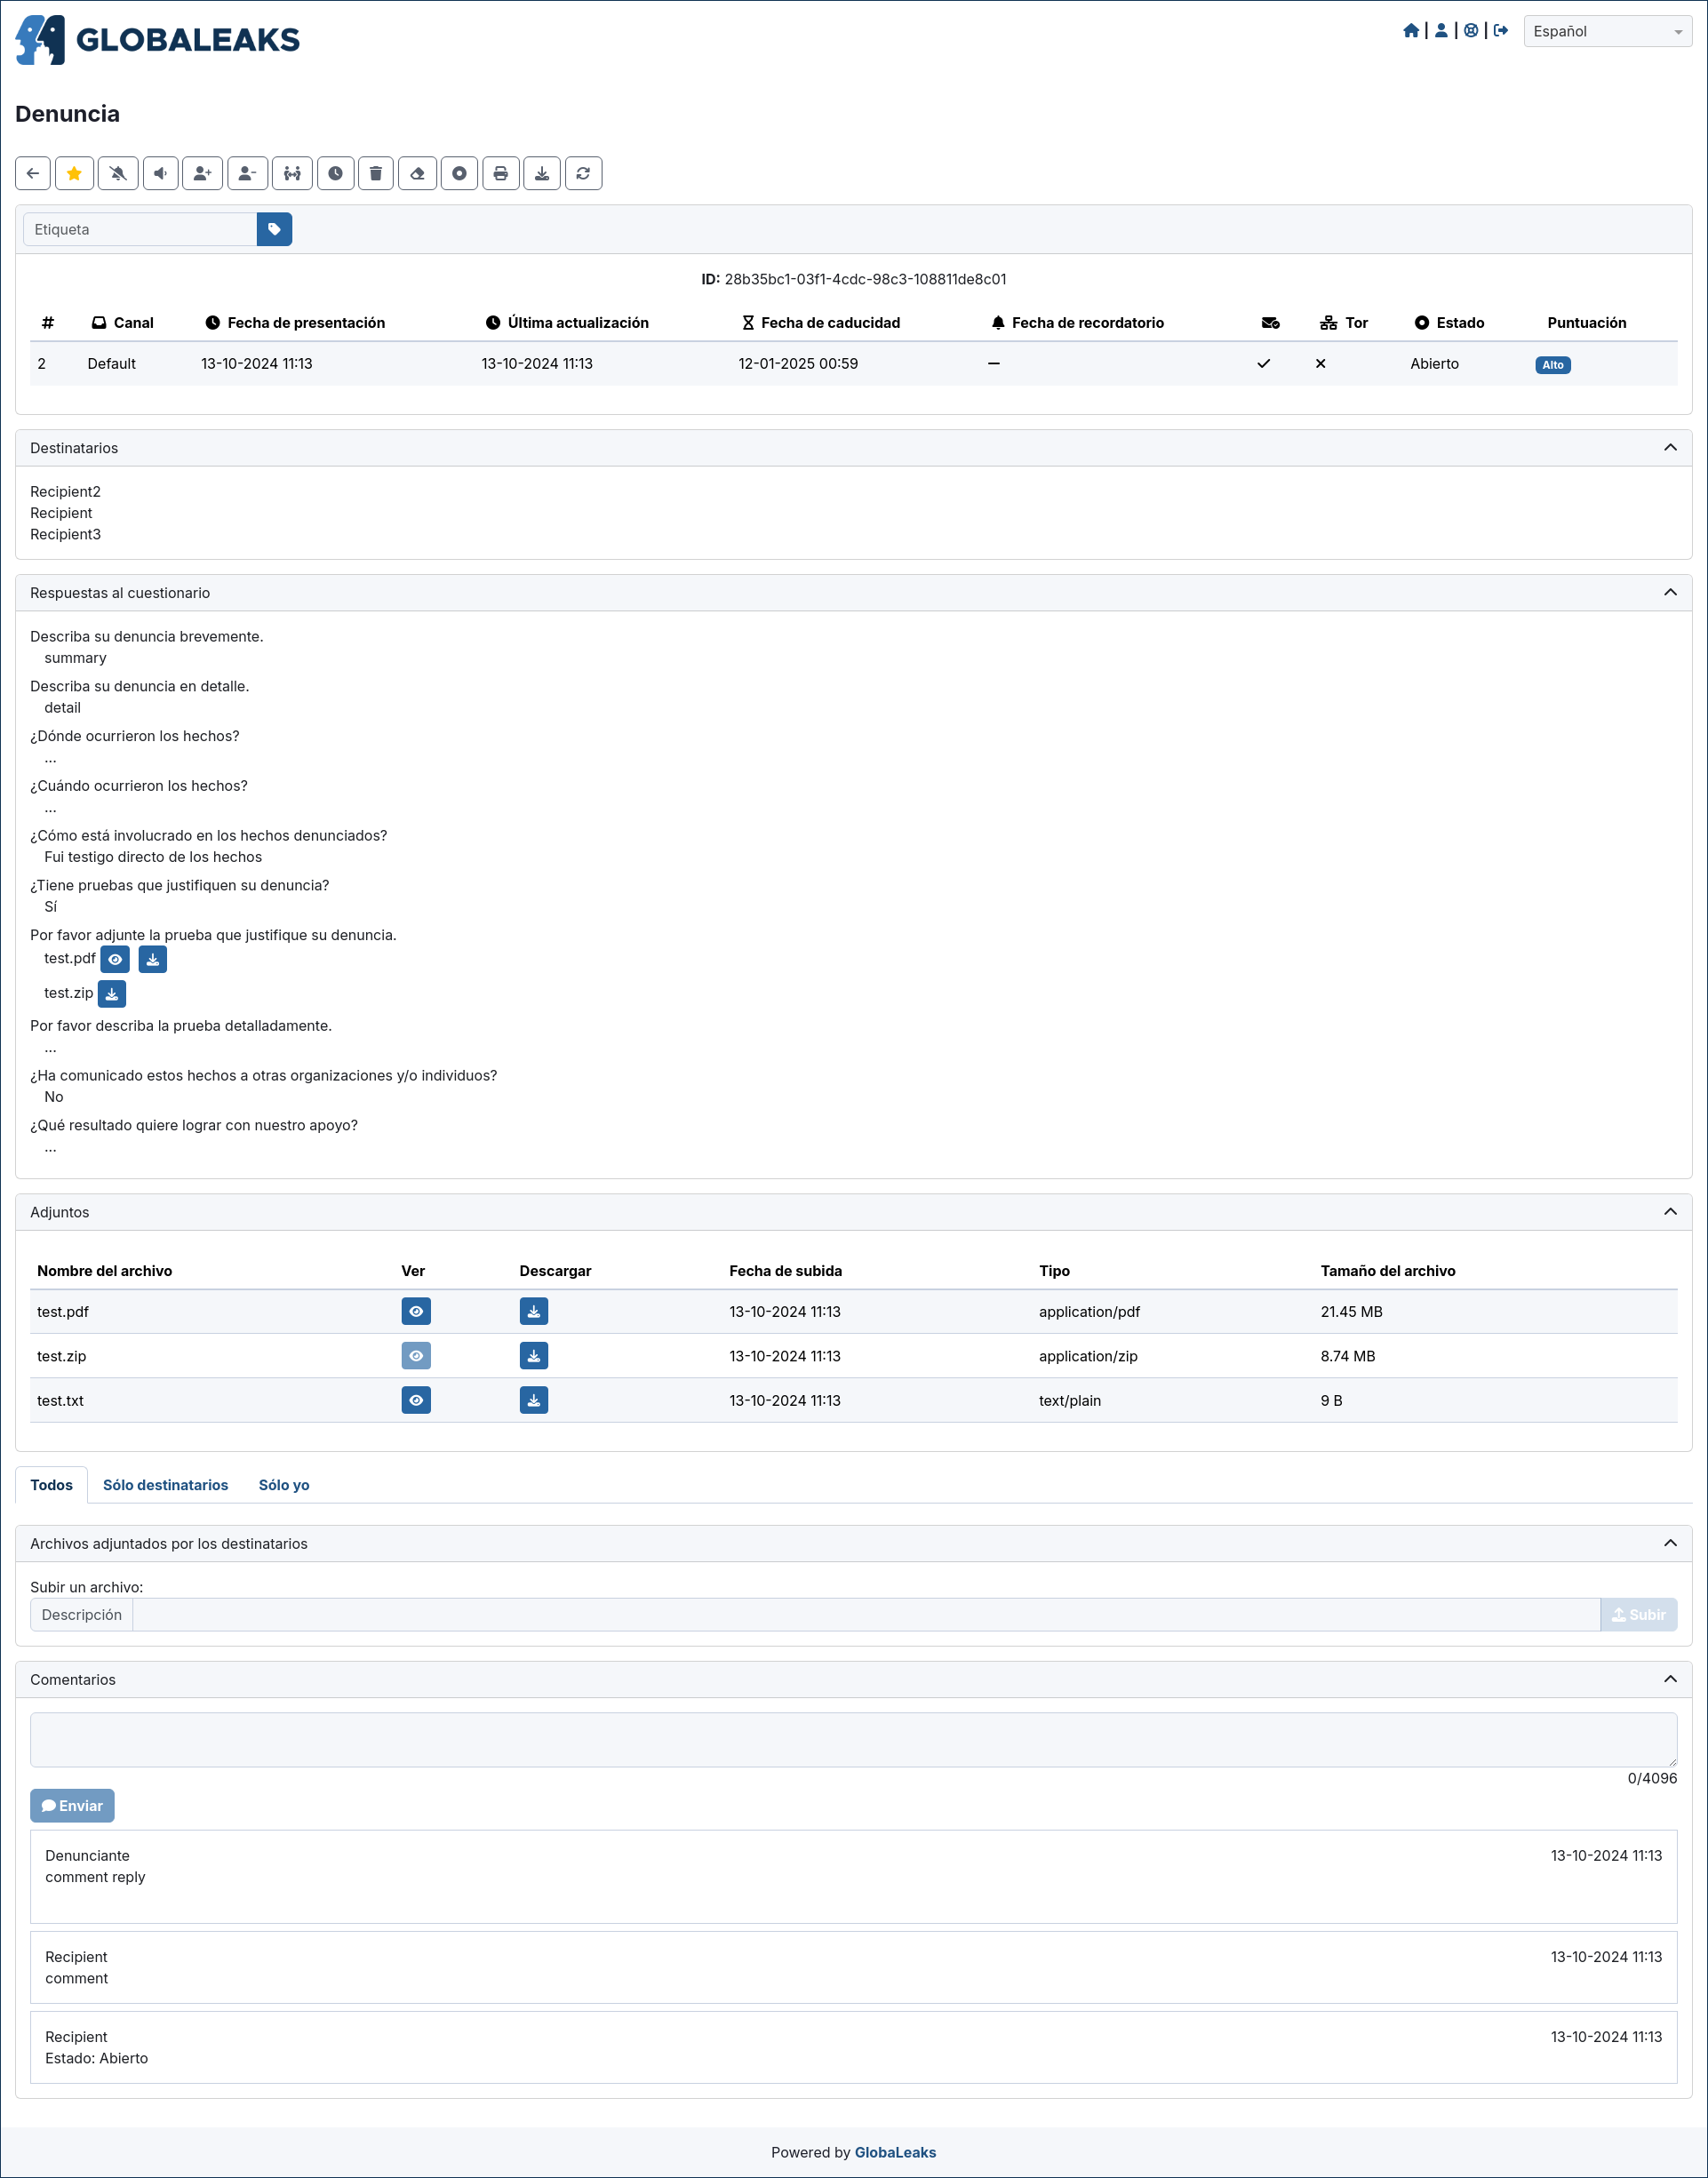 GLOBALEAKS
Español
Denuncia
Etiqueta
ID: 28b35bc1-03f1-4cdc-98c3-108811de8c01
# Canal Fecha de presentación Última actualización Fecha de caducidad Fecha de recordatorio Tor Estado Puntuación
2 Default 13-10-2024 11:13 13-10-2024 11:13 12-01-2025 00:59 — Abierto Alto
Destinatarios
Recipient2
Recipient
Recipient3
Respuestas al cuestionario
Describa su denuncia brevemente.
summary
Describa su denuncia en detalle.
detail
¿Dónde ocurrieron los hechos?
...
¿Cuándo ocurrieron los hechos?
...
¿Cómo está involucrado en los hechos denunciados?
Fui testigo directo de los hechos
¿Tiene pruebas que justifiquen su denuncia?
Sí
Por favor adjunte la prueba que justifique su denuncia.
test.pdf
test.zip
Por favor describa la prueba detalladamente.
...
¿Ha comunicado estos hechos a otras organizaciones y/o individuos?
No
¿Qué resultado quiere lograr con nuestro apoyo?
...
Adjuntos
Nombre del archivo Ver Descargar Fecha de subida Tipo Tamaño del archivo
test.pdf 13-10-2024 11:13 application/pdf 21.45 MB
test.zip 13-10-2024 11:13 application/zip 8.74 MB
test.txt 13-10-2024 11:13 text/plain 9 B
Todos Sólo destinatarios Sólo yo
Archivos adjuntados por los destinatarios
Subir un archivo:
Descripción Subir
Comentarios
0/4096
Enviar
Denunciante 13-10-2024 11:13
comment reply
Recipient 13-10-2024 11:13
comment
Recipient 13-10-2024 11:13
Estado: Abierto
Powered by GlobaLeaks